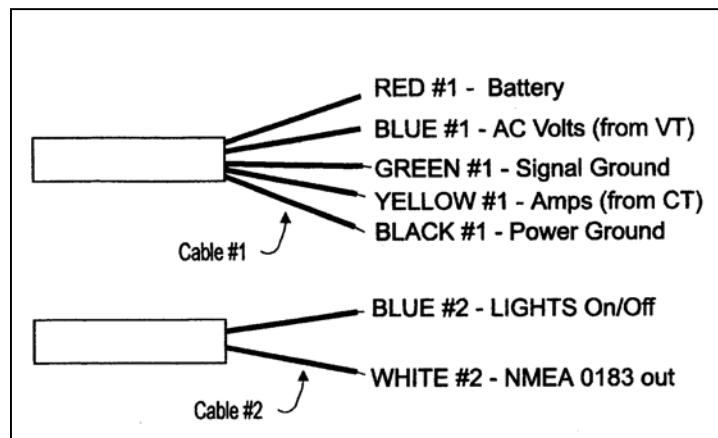 RED #1 - Battery
BLUE #1 - AC Volts (from VT)
GREEN #1 - Signal Ground
YELLOW #1 - Amps (from CT)
BLACK #1 - Power Ground
Cable #1
BLUE #2 - LIGHTS On/Off
WHITE #2 - NMEA 0183 out
Cable #2